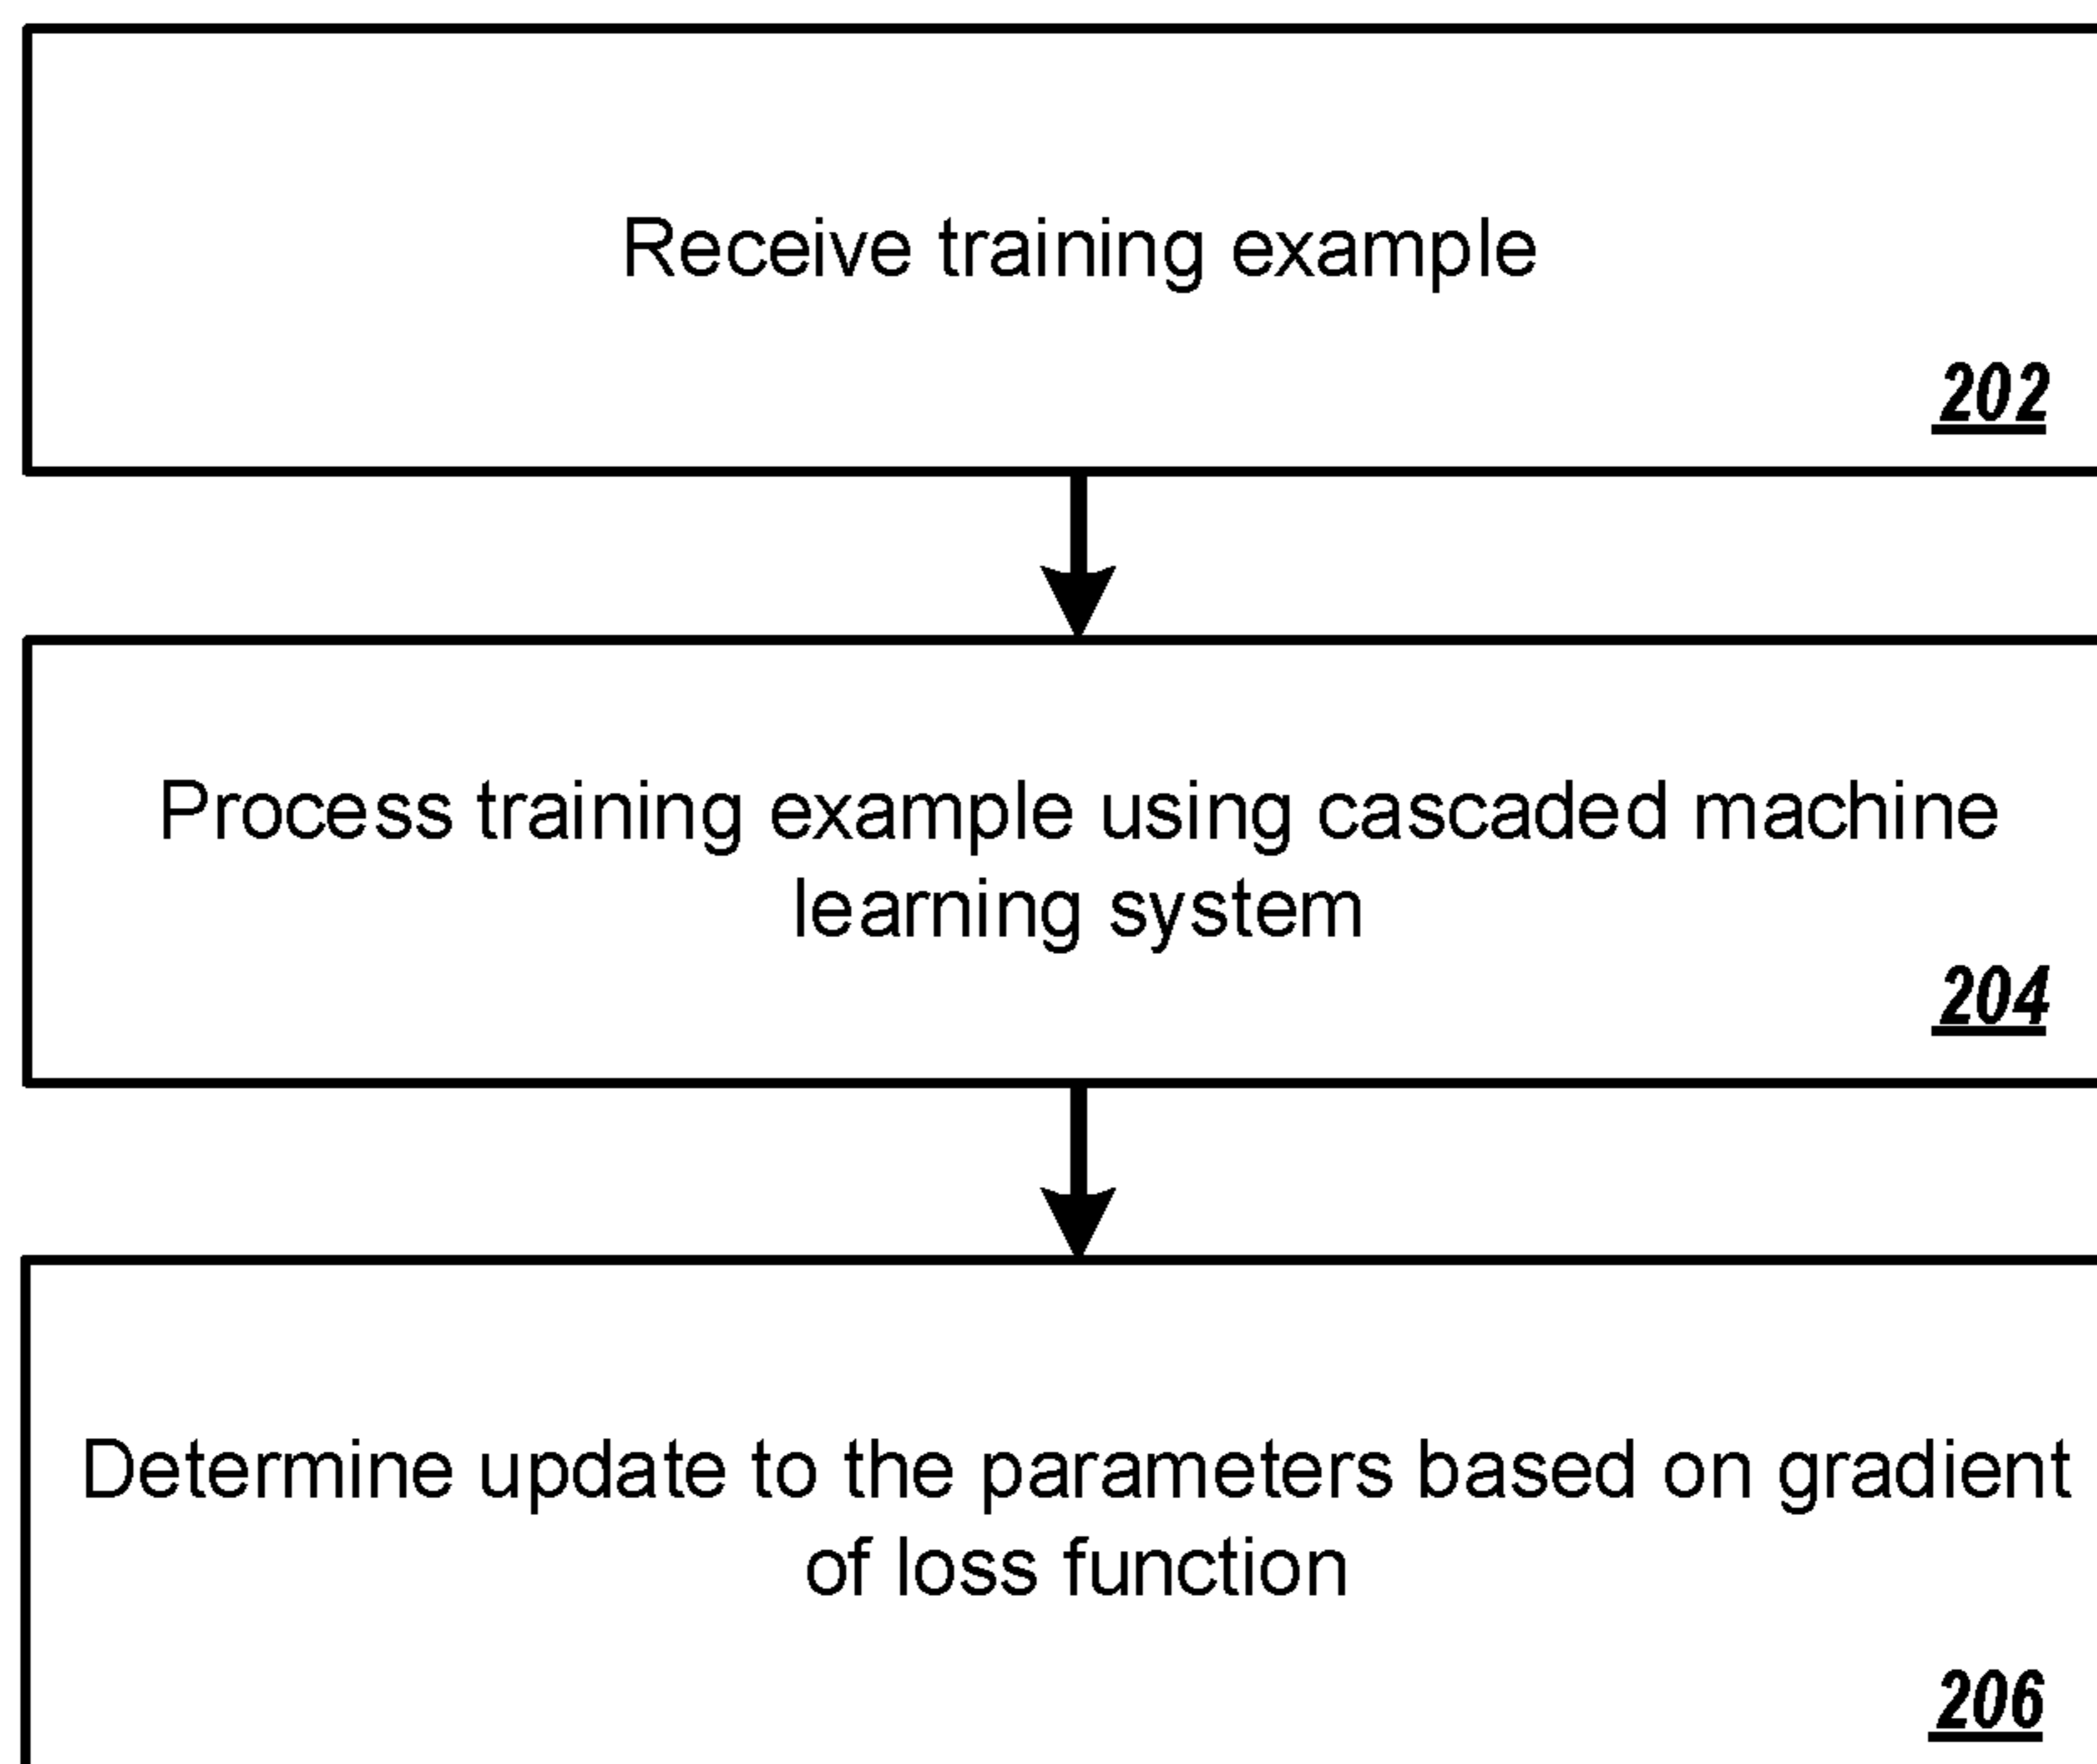 Receive training example
202
Process training example using cascaded machine
learning system
204
Determine update to the parameters based on gradient
of loss function
206